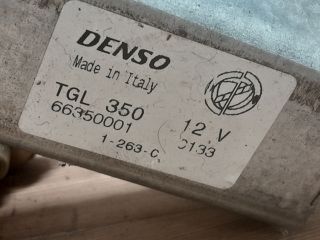 DENSO
Made in Italy
TGL 350
66350001
12 V
0133
1-263-C